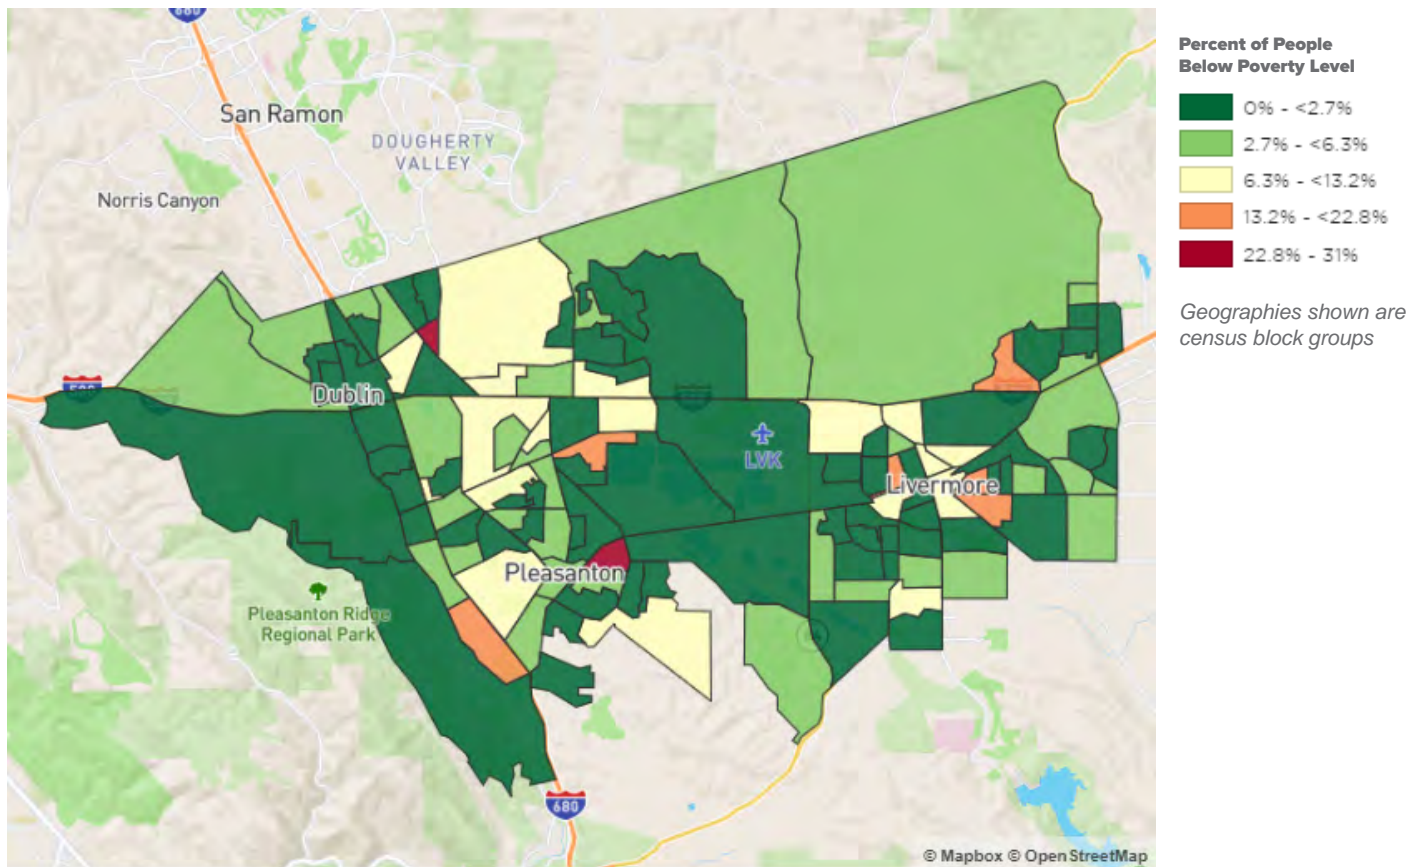 680
San Ramon
DOUGHERTY
VALLEY
Norris Canyon
580
Dublin
LVK
Livermore
Pleasanton
Pleasanton Ridge
Regional Park
680
© Mapbox © OpenStreetMap
Percent of People
Below Poverty Level
0% - <2.7%
2.7% - <6.3%
6.3% - <13.2%
13.2% - <22.8%
22.8% - 31%
Geographies shown are
census block groups